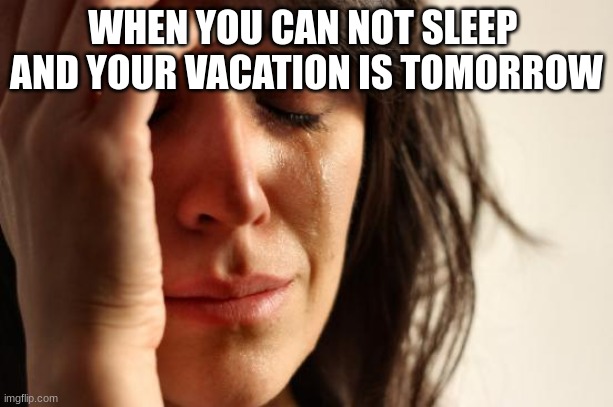 WHEN YOU CAN NOT SLEEP
AND YOUR VACATION IS TOMORROW
imgflip.com